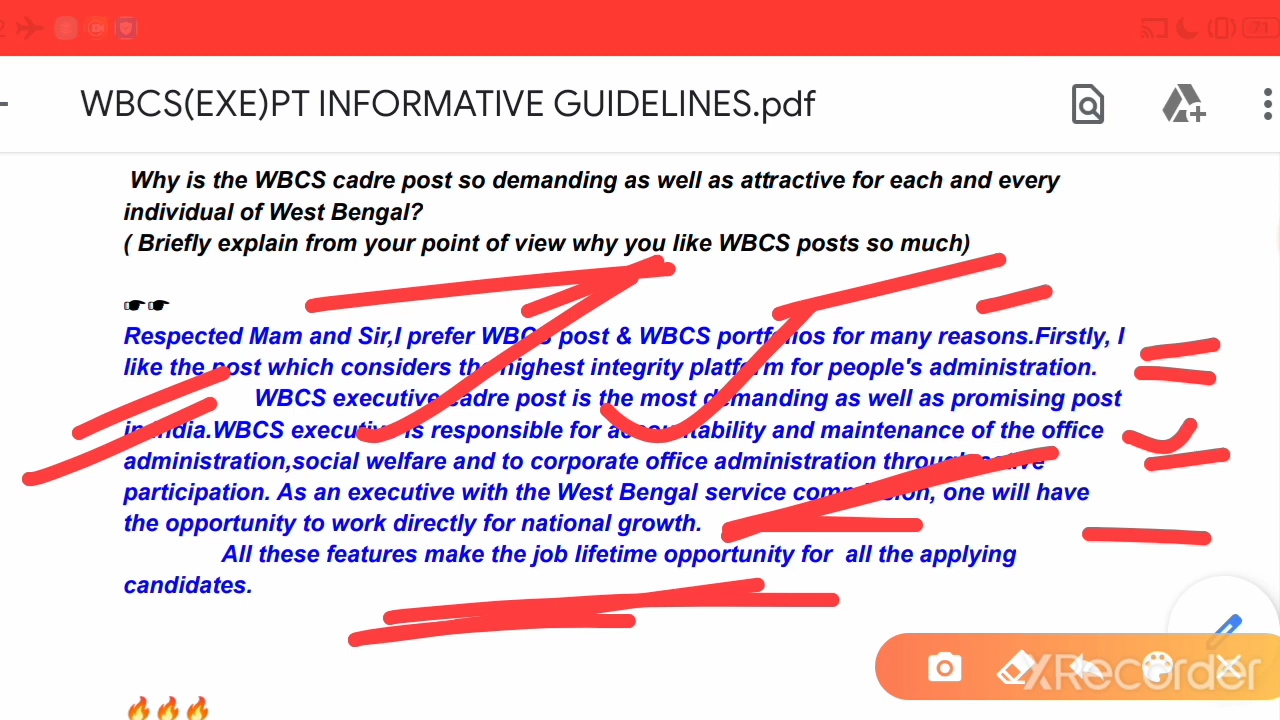 WBCS(EXE)PT INFORMATIVE GUIDELINES.pdf
Why is the WBCS cadre post so demanding as well as attractive for each and every
individual of West Bengal?
( Briefly explain from your point of view why you like WBCS posts so much)
Respected Mam and Sir,I prefer WBCS post & WBCS portfolios for many reasons.Firstly, I
like the post which considers the highest integrity platform for people's administration.
WBCS executive cadre post is the most demanding as well as promising post
in India.WBCS executive is responsible for accountability and maintenance of the office
administration,social welfare and to corporate office administration through active
participation. As an executive with the West Bengal service commission, one will have
the opportunity to work directly for national growth.
All these features make the job lifetime opportunity for all the applying
candidates.
XRecorder